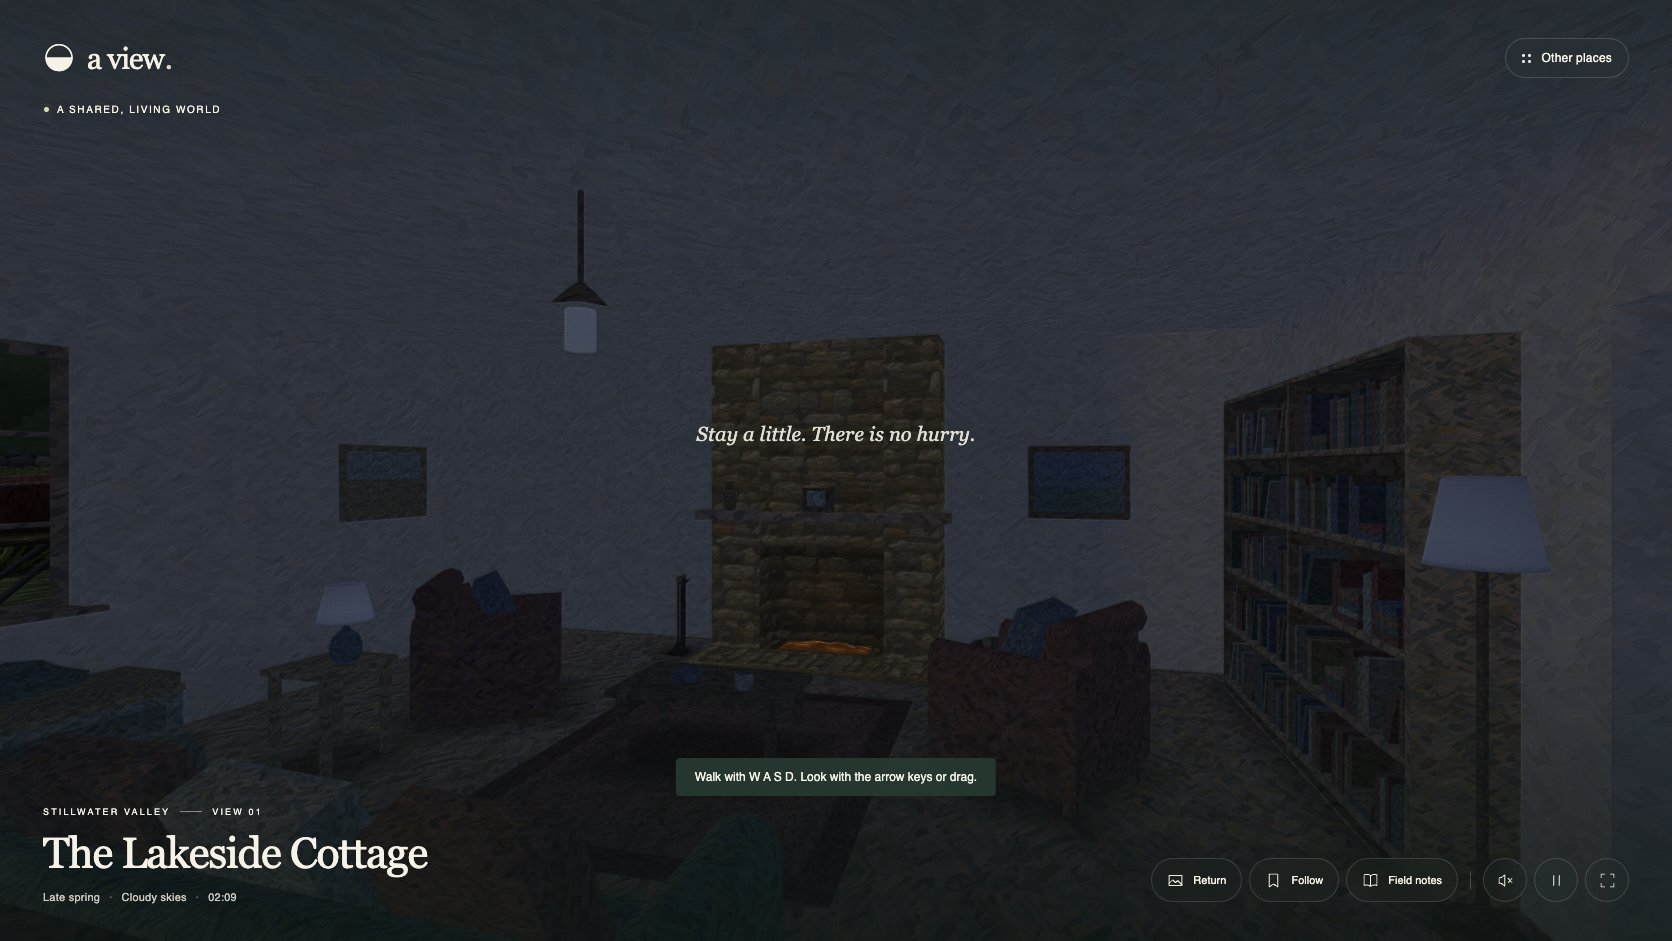 a view.
Other places
A SHARED, LIVING WORLD
Stay a little. There is no hurry.
Walk with W A S D. Look with the arrow keys or drag.
STILLWATER VALLEY — VIEW 01
The Lakeside Cottage
Late spring · Cloudy skies · 02:09
Return
Follow
Field notes